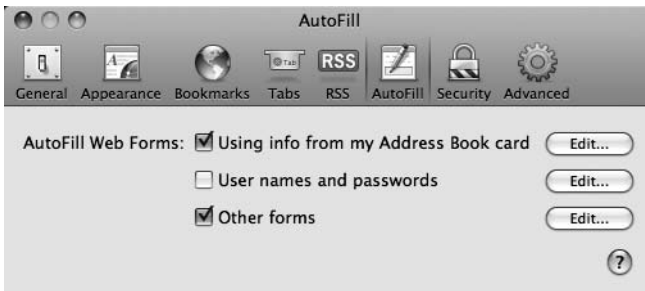 AutoFill
Tab
RSS
General Appearance Bookmarks Tabs RSS AutoFill Security Advanced
AutoFill Web Forms: Using info from my Address Book card Edit...
User names and passwords Edit...
Other forms Edit...
?